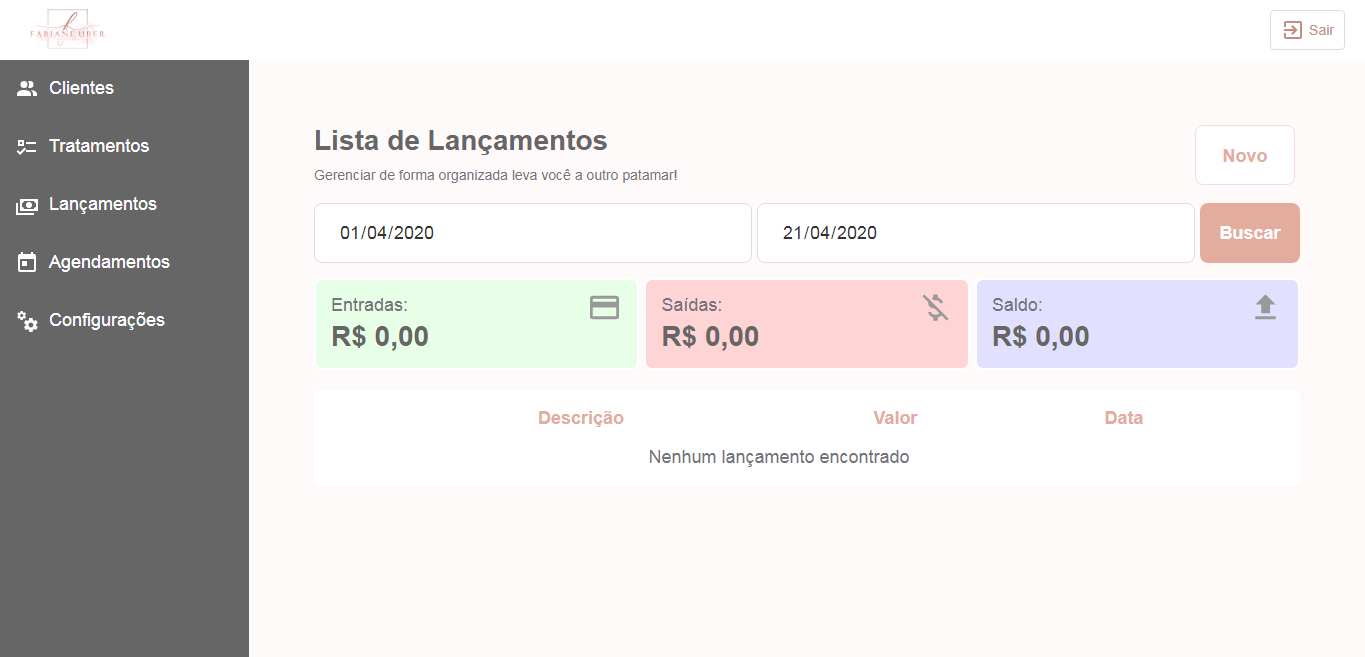 FABIANE UBER
Sair
Clientes
Tratamentos
Lançamentos
Agendamentos
Configurações
Lista de Lançamentos
Gerenciar de forma organizada leva você a outro patamar!
Novo
01/04/2020
21/04/2020
Buscar
Entradas:
R$ 0,00
Saídas:
R$ 0,00
Saldo:
R$ 0,00
Descrição Valor Data
Nenhum lançamento encontrado